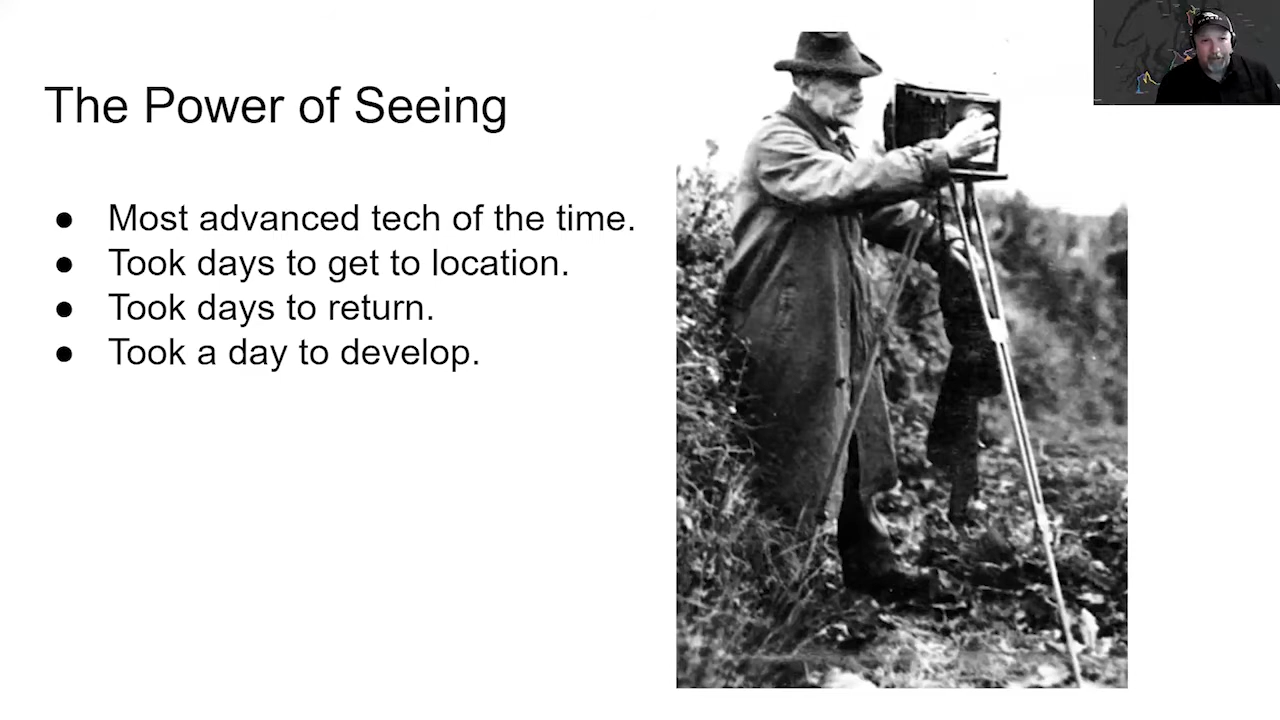 The Power of Seeing
● Most advanced tech of the time.
● Took days to get to location.
● Took days to return.
● Took a day to develop.